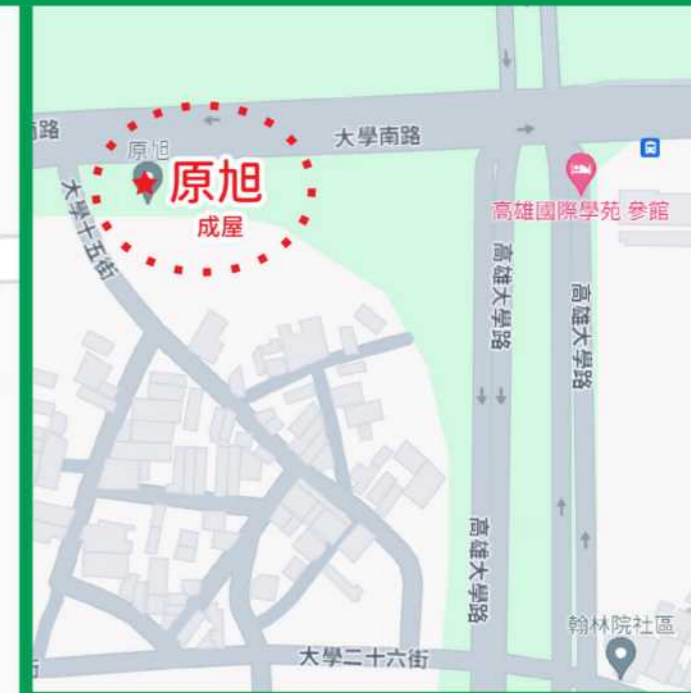 路
大學南路
原旭
原旭
成屋
大學十五街
高雄國際學苑 參館
高雄大學路
高雄大學路
高雄大學路
翰林院社區
大學二十六街
街